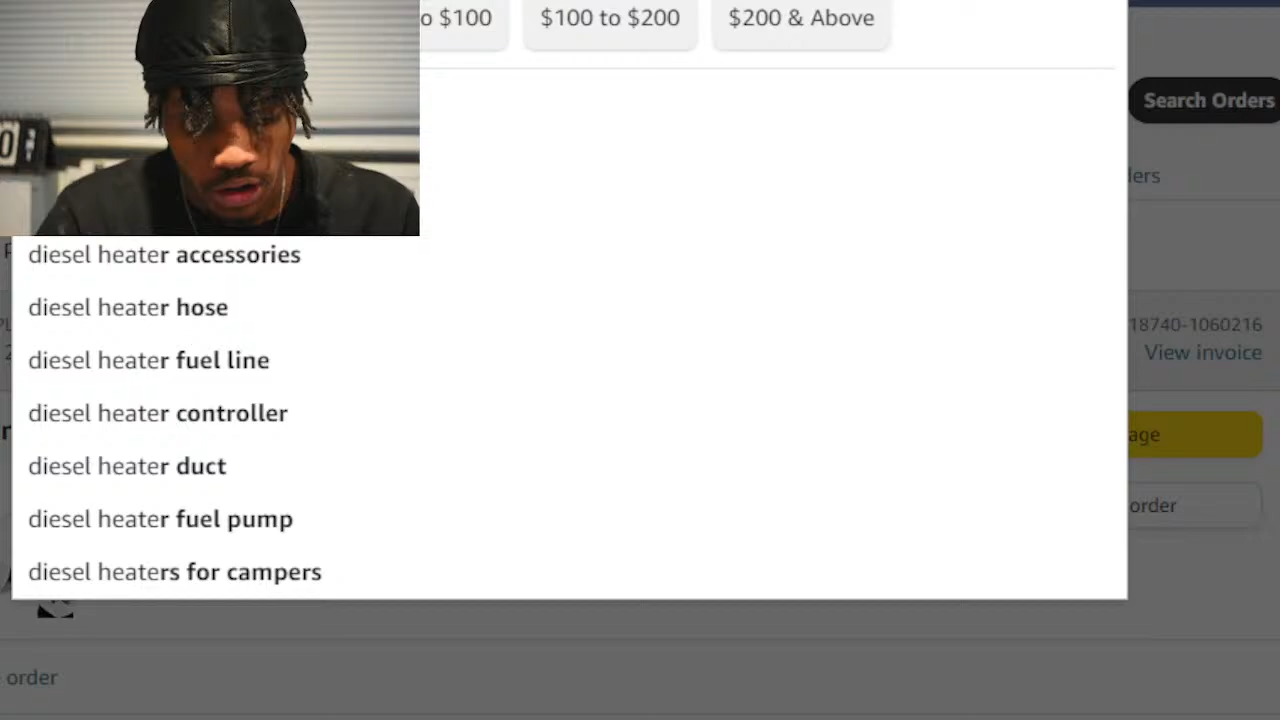 o $100
$100 to $200
$200 & Above
Search Orders
lers
diesel heater accessories
diesel heater hose
18740-1060216
diesel heater fuel line
View invoice
diesel heater controller
age
diesel heater duct
order
diesel heater fuel pump
diesel heaters for campers
order